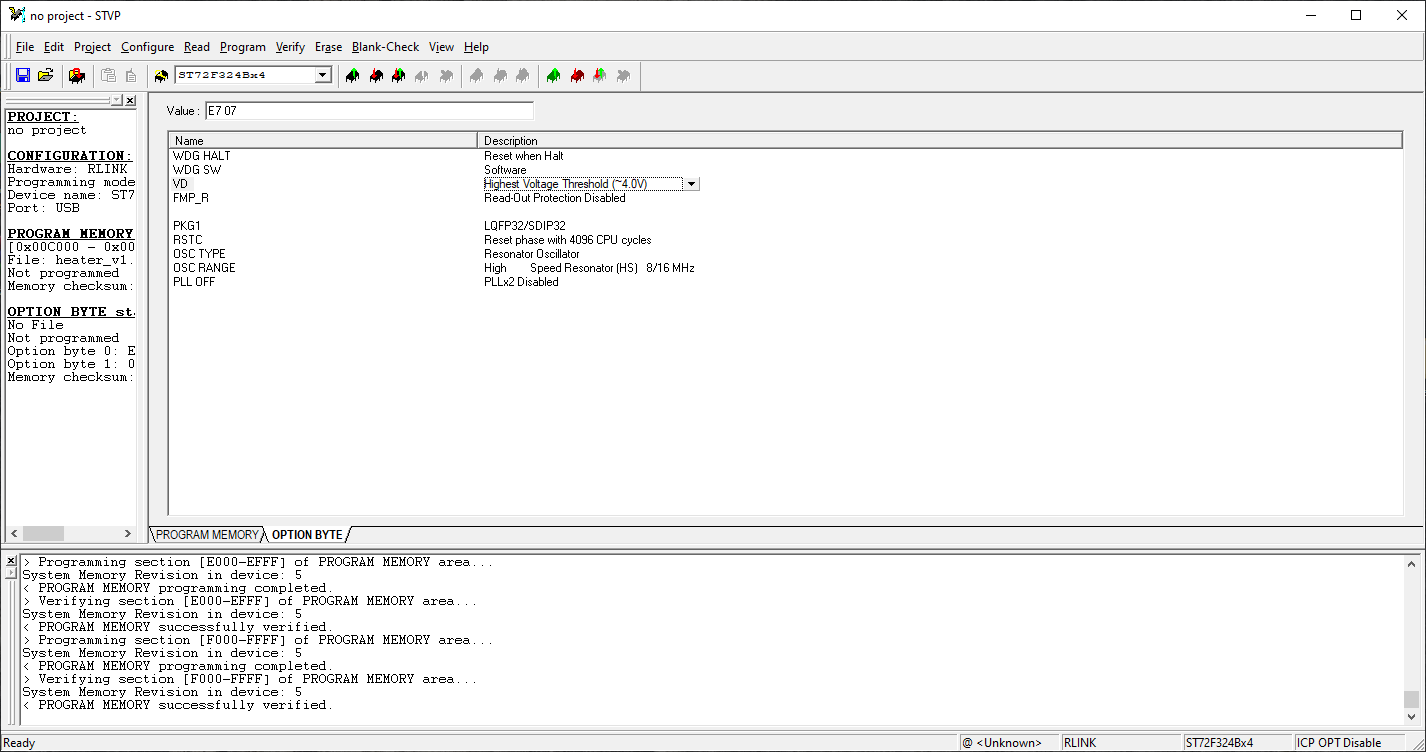 no project - STVP
File Edit Project Configure Read Program Verify Erase Blank-Check View Help
ST72F324Bx4
PROJECT:
no project
CONFIGURATION:
Hardware: RLINK
Programming mode
Device name: ST7
Port: USB
PROGRAM MEMORY
[0x00C000 - 0x00
File: heater_v1.
Not programmed
Memory checksum:
OPTION BYTE sta
No File
Not programmed
Option byte 0: E
Option byte 1: 0
Memory checksum:
Value : E7 07
Name Description
WDG HALT Reset when Halt
WDG SW Software
VD Highest Voltage Threshold (~4.0V)
FMP_R Read-Out Protection Disabled
PKG1 LQFP32/SDIP32
RSTC Reset phase with 4096 CPU cycles
OSC TYPE Resonator Oscillator
OSC RANGE High Speed Resonator (HS) 8/16 MHz
PLL OFF PLLx2 Disabled
PROGRAM MEMORY OPTION BYTE
> Programming section [E000-EFFF] of PROGRAM MEMORY area...
System Memory Revision in device: 5
< PROGRAM MEMORY programming completed.
> Verifying section [E000-EFFF] of PROGRAM MEMORY area...
System Memory Revision in device: 5
< PROGRAM MEMORY successfully verified.
> Programming section [F000-FFFF] of PROGRAM MEMORY area...
System Memory Revision in device: 5
< PROGRAM MEMORY programming completed.
> Verifying section [F000-FFFF] of PROGRAM MEMORY area...
System Memory Revision in device: 5
< PROGRAM MEMORY successfully verified.
Ready @ <Unknown> RLINK ST72F324Bx4 ICP OPT Disable